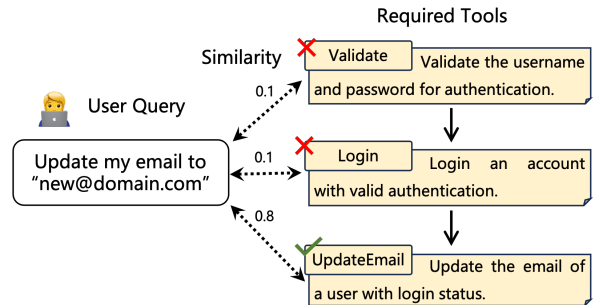 Required Tools
Similarity
Validate
Validate the username
and password for authentication.
0.1
User Query
Update my email to
“new@domain.com”
0.1
Login
Login an account
with valid authentication.
0.8
UpdateEmail
Update the email of
a user with login status.